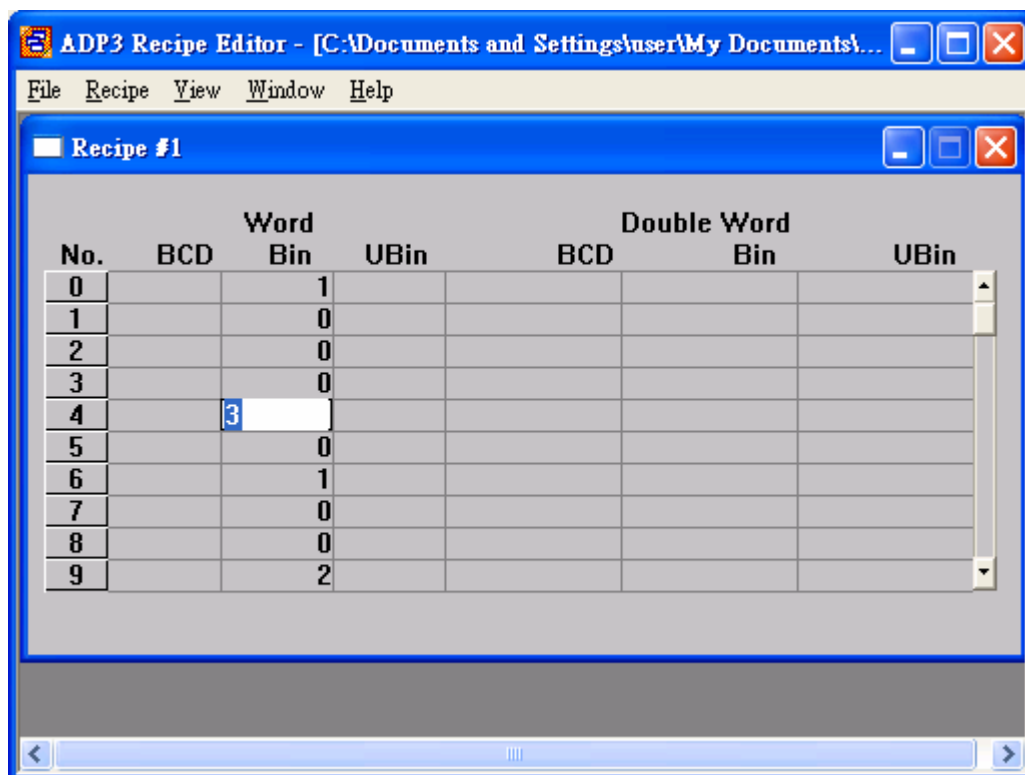 ADP3 Recipe Editor - [C:\Documents and Settings\user\My Documents\...
File Recipe View Window Help
Recipe #1
Word Double Word
No. BCD Bin UBin BCD Bin UBin
0 1
1 0
2 0
3 0
4 3
5 0
6 1
7 0
8 0
9 2